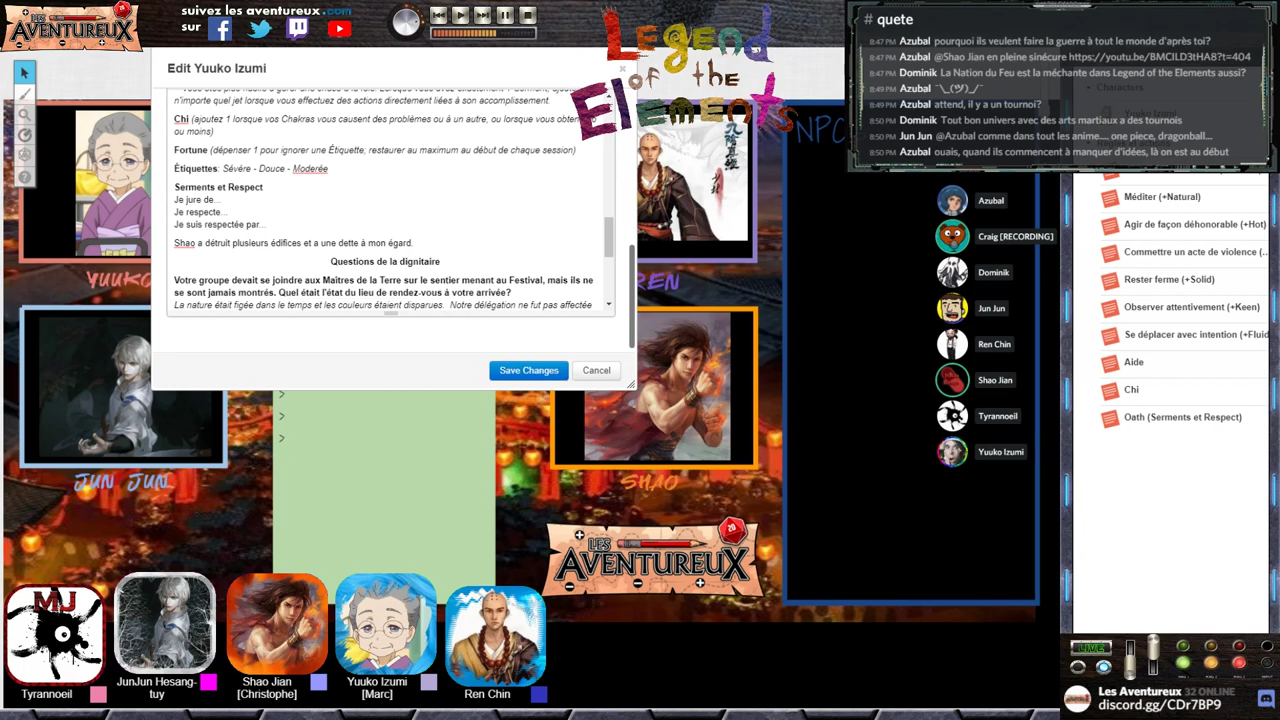 LES AVENTUREUX
20
suivez les aventureux.com
sur
Legend of the Elements
# quete
8:47 PM Azubal pourquoi ils veulent faire la guerre à tout le monde d'après toi?
8:47 PM Azubal @Shao Jian en pleine sinécure https://youtu.be/BMCILD3tHA8?t=404
8:47 PM Dominik La Nation du Feu est la méchante dans Legend of the Elements aussi?
8:49 PM Azubal ¯\_(ツ)_/¯
8:49 PM Azubal attend, il y a un tournoi?
8:50 PM Dominik Tout bon univers avec des arts martiaux a des tournois
8:50 PM Jun Jun @Azubal comme dans tout les anime.... one piece, dragonball...
8:50 PM Azubal ouais, quand ils commencent à manquer d'idées, là on est au début
Characters
Edit Yuuko Izumi
×
n'importe quel jet lorsque vous effectuez des actions directement liées à son accomplissement.
Chi (ajoutez 1 lorsque vos Chakras vous causent des problèmes ou à un autre, ou lorsque vous obtenez
ou moins)
Fortune (dépenser 1 pour ignorer une Étiquette; restaurer au maximum au début de chaque session)
Étiquettes: Sévère - Douce - Moderée
Serments et Respect
Je jure de...
Je respecte...
Je suis respectée par...
Shao a détruit plusieurs édifices et a une dette à mon égard.
Questions de la dignitaire
Votre groupe devait se joindre aux Maîtres de la Terre sur le sentier menant au Festival, mais ils ne
se sont jamais montrés. Quel était l'état du lieu de rendez-vous à votre arrivée?
La nature était figée dans le temps et les couleurs étaient disparues. Notre délégation ne fut pas affectée
Save Changes
Cancel
YUUKO
REN
NPC
JUN JUN
SHAO
>
>
>
Azubal
Craig [RECORDING]
Dominik
Jun Jun
Ren Chin
Shao Jian
Tyrannoeil
Yuuko Izumi
Méditer (+Natural)
Agir de façon déhonorable (+Hot)
Commettre un acte de violence (...
Rester ferme (+Solid)
Observer attentivement (+Keen)
Se déplacer avec intention (+Fluid
Aide
Chi
Oath (Serments et Respect)
LES AVENTUREUX
20
MJ
Tyrannoeil
JunJun Hesang-
tuy
Shao Jian
[Christophe]
Yuuko Izumi
[Marc]
Ren Chin
LIVE
Les Aventureux 32 ONLINE
discord.gg/CDr7BP9